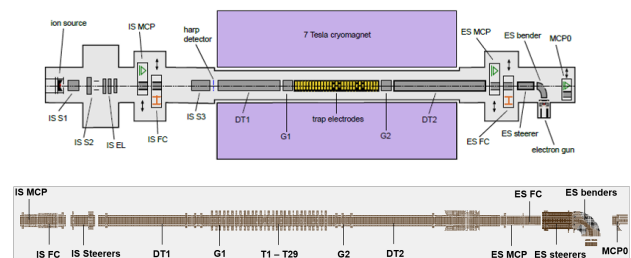 ion source
IS MCP
harp
detector
7 Tesla cryomagnet
ES MCP
ES bender
MCP0
IS S1
IS S2
IS EL
IS FC
IS S3
DT1
G1
trap electrodes
G2
DT2
ES FC
ES steerer
electron gun
IS MCP
ES FC
ES benders
IS FC
IS Steerers
DT1
G1
T1 – T29
G2
DT2
ES MCP
ES steerers
MCP0